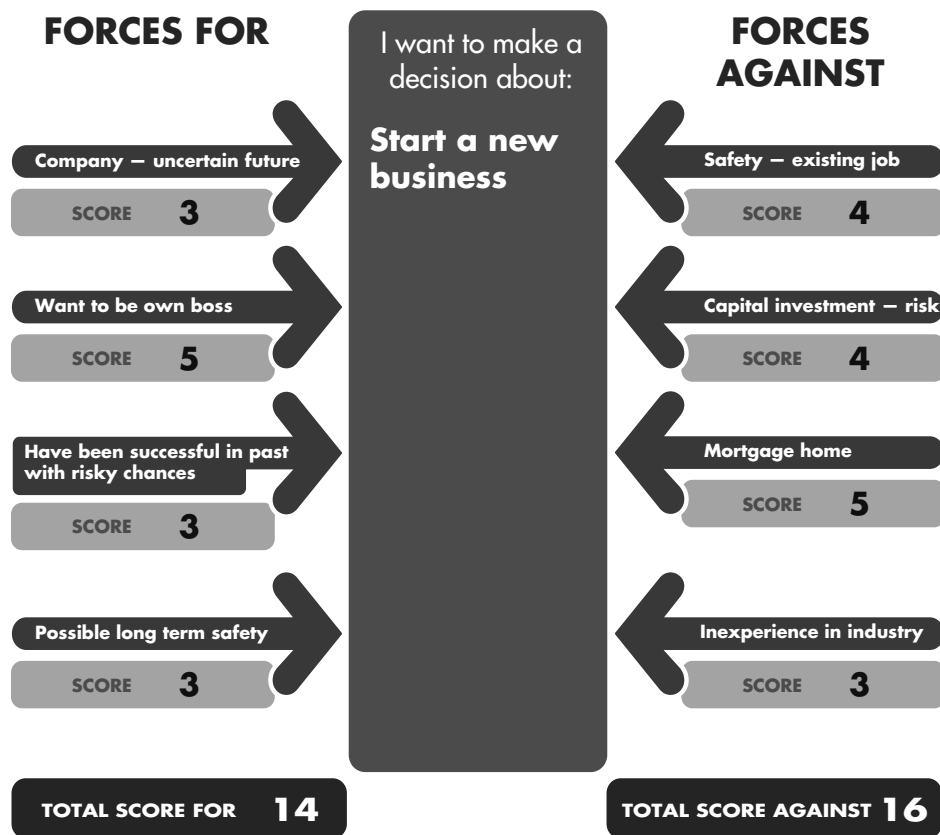 FORCES FOR
Company – uncertain future
SCORE 3
Want to be own boss
SCORE 5
Have been successful in past
with risky chances
SCORE 3
Possible long term safety
SCORE 3
TOTAL SCORE FOR 14
I want to make a
decision about:
Start a new
business
FORCES
AGAINST
Safety – existing job
SCORE 4
Capital investment – risk
SCORE 4
Mortgage home
SCORE 5
Inexperience in industry
SCORE 3
TOTAL SCORE AGAINST 16